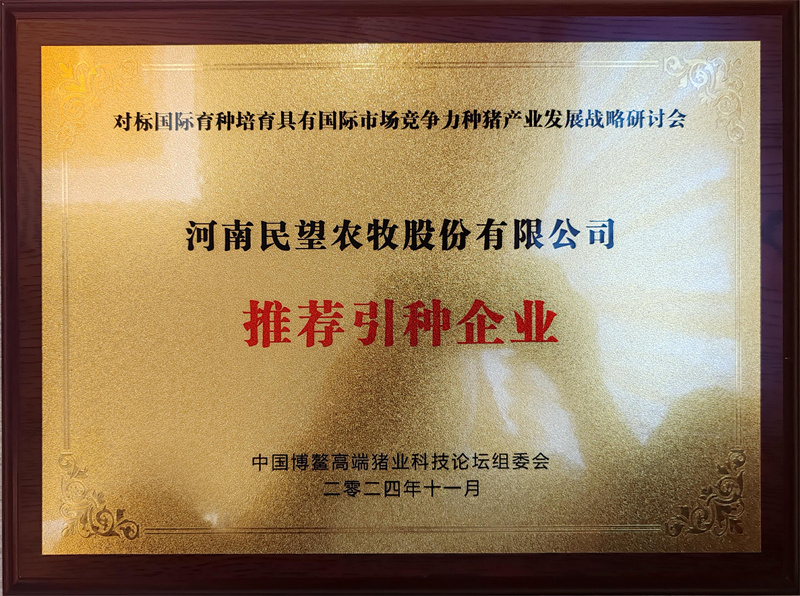 对标国际育种培育具有国际市场竞争力种猪产业发展战略研讨会
河南民望农牧股份有限公司
推荐引种企业
中国博鳌高端猪业科技论坛组委会
二零二四年十一月